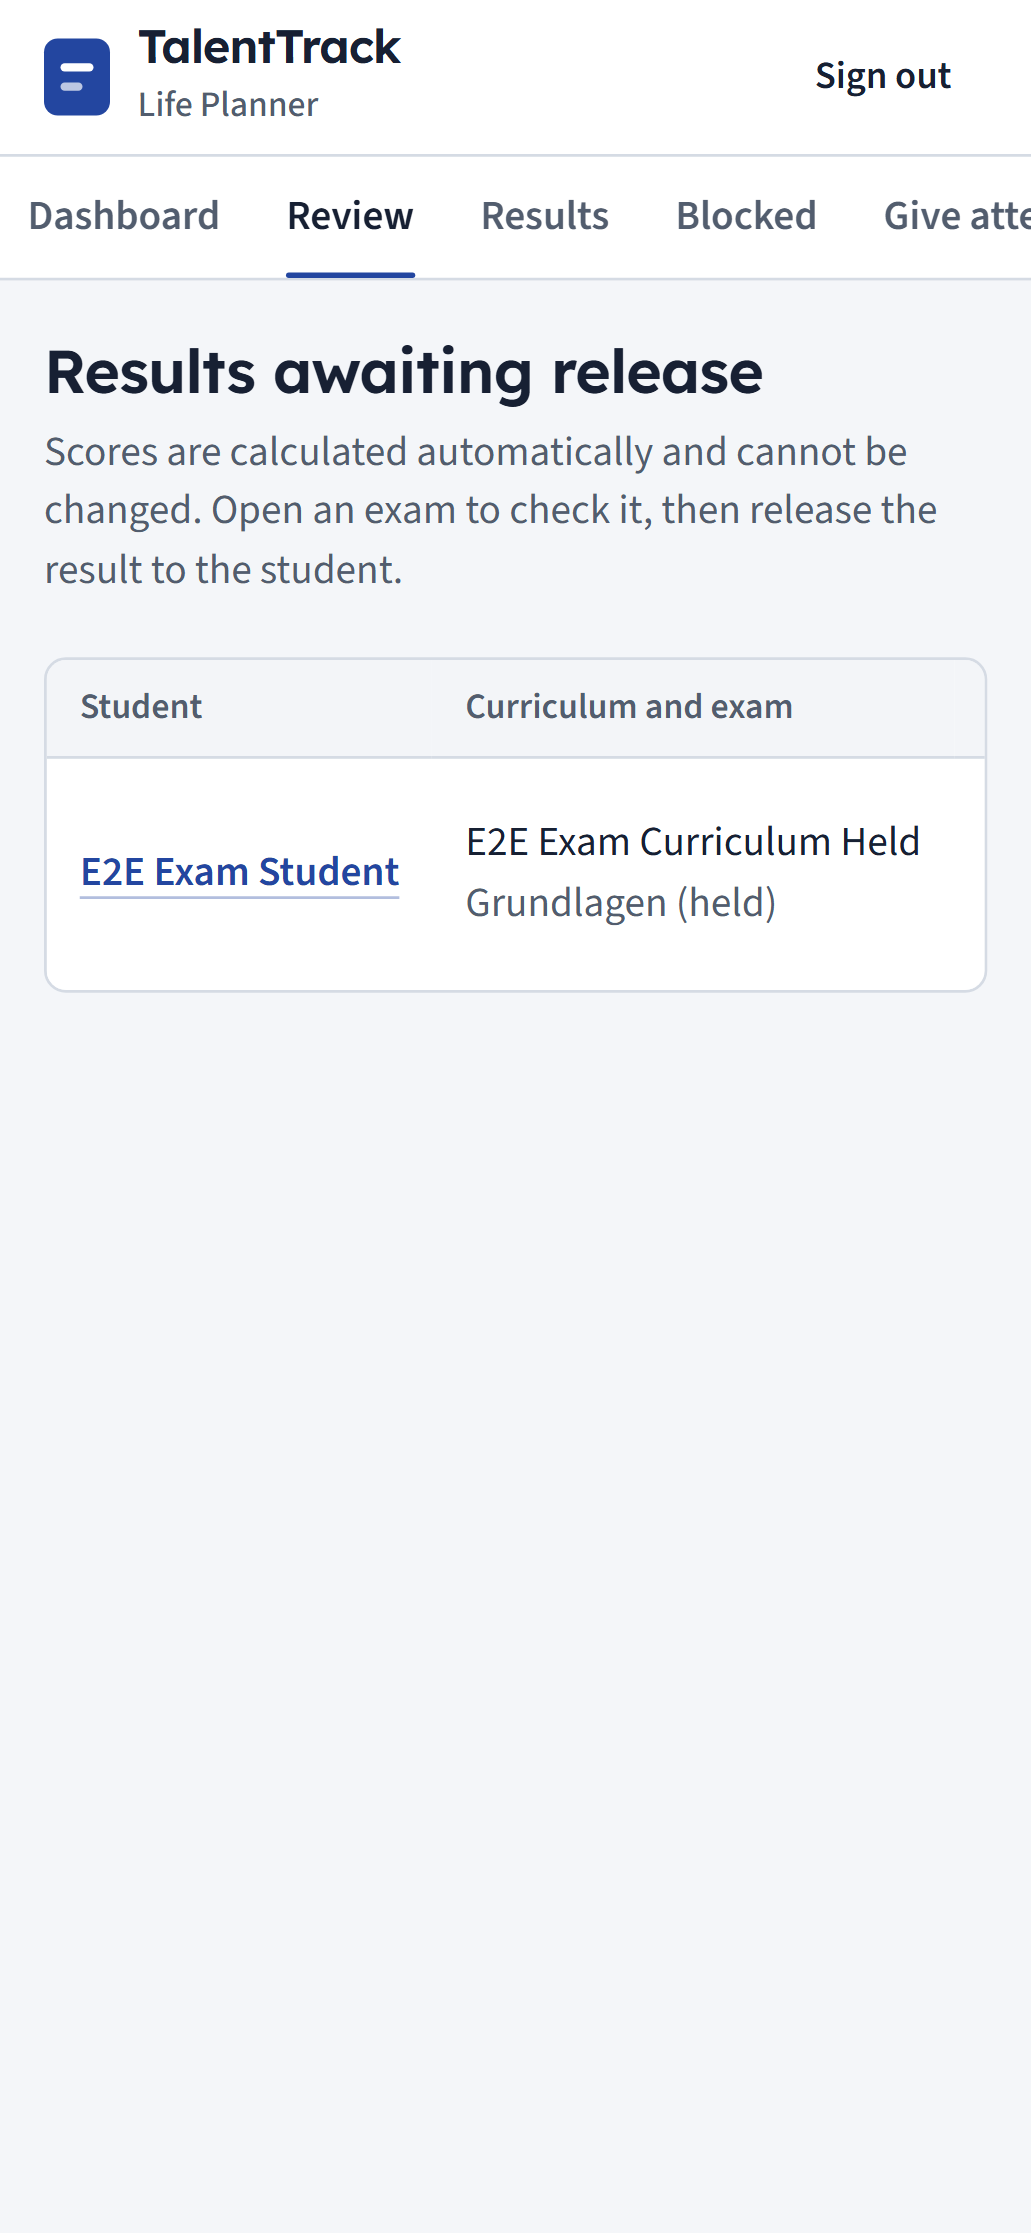 TalentTrack
Life Planner
Sign out
Dashboard Review Results Blocked Give atte
Results awaiting release
Scores are calculated automatically and cannot be
changed. Open an exam to check it, then release the
result to the student.
Student Curriculum and exam
E2E Exam Student
E2E Exam Curriculum Held
Grundlagen (held)